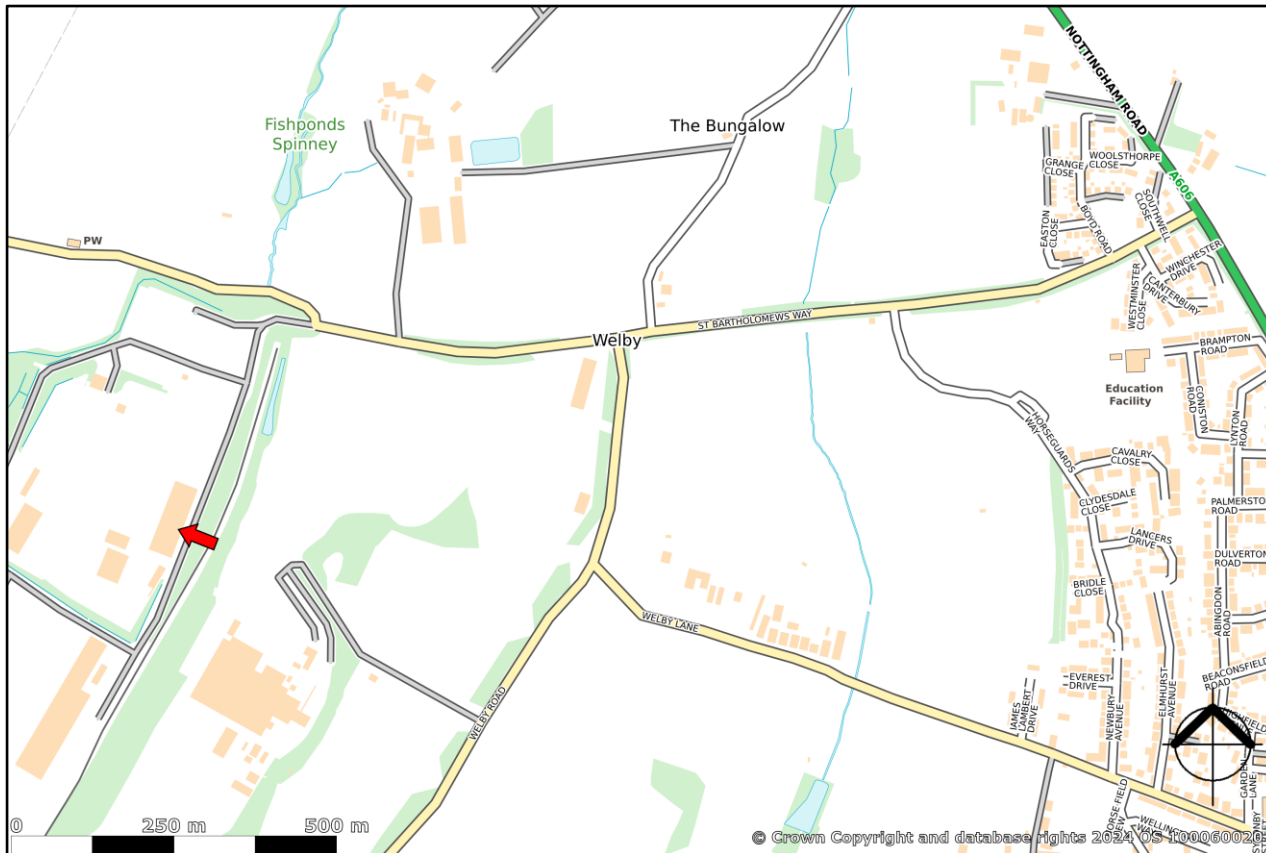 NOTTINGHAM ROAD
A606
Fishponds
Spinney
The Bungalow
WOOLSTHORPE
CLOSE
GRANGE
CLOSE
EASTON
CLOSE
BOYD ROAD
SOUTHWELL
CLOSE
PW
WINCHESTER
DRIVE
CANTERBURY
DRIVE
WESTMINSTER
CLOSE
ST BARTHOLOMEWS WAY
Welby
BRAMPTON
ROAD
Education
Facility
CONISTON
ROAD
LYNTON
ROAD
HORSEGUARDS
WAY
CAVALRY
CLOSE
CLYDESDALE
CLOSE
PALMERSTON
ROAD
LANCERS
DRIVE
DULVERTON
ROAD
BRIDLE
CLOSE
ABINGDON
ROAD
WELBY LANE
BEACONSFIELD
ROAD
EVEREST
DRIVE
JAMES
LAMBERT
DRIVE
NEWBURY
AVENUE
ELMHURST
AVENUE
HIGHFIELD
WELBY ROAD
GARDEN
LANE
0 250 m 500 m
© Crown Copyright and database rights 2024 OS 100060020